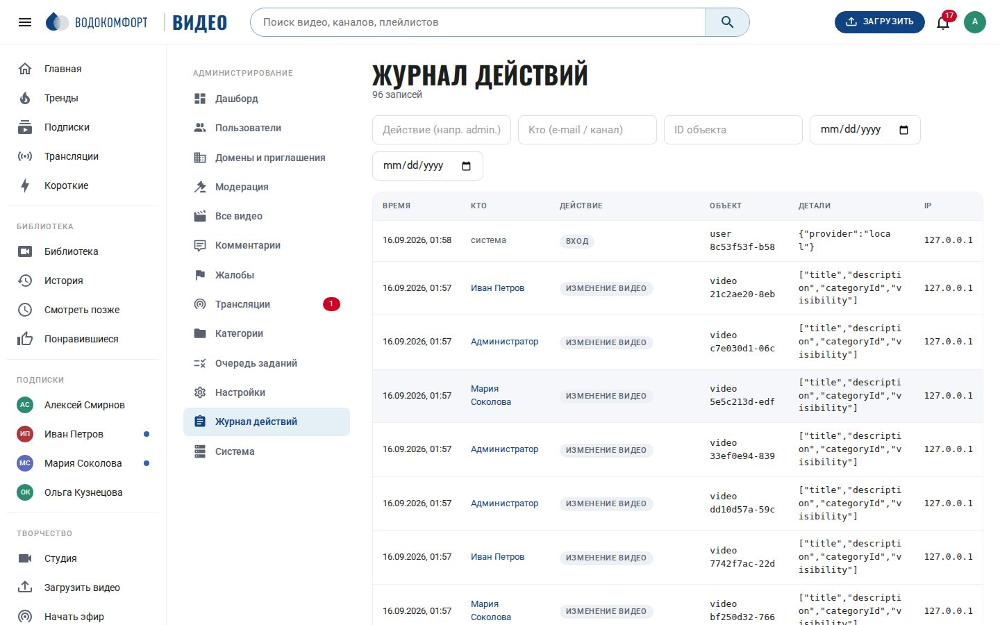 ВОДОКОМФОРТ
ВИДЕО
Поиск видео, каналов, плейлистов
ЗАГРУЗИТЬ
17
А
Главная
Тренды
Подписки
Трансляции
Короткие
БИБЛИОТЕКА
Библиотека
История
Смотреть позже
Понравившиеся
ПОДПИСКИ
АС Алексей Смирнов
ИП Иван Петров
МС Мария Соколова
ОК Ольга Кузнецова
ТВОРЧЕСТВО
Студия
Загрузить видео
Начать эфир
АДМИНИСТРИРОВАНИЕ
Дашборд
Пользователи
Домены и приглашения
Модерация
Все видео
Комментарии
Жалобы
Трансляции 1
Категории
Очередь заданий
Настройки
Журнал действий
Система
ЖУРНАЛ ДЕЙСТВИЙ
96 записей
Действие (напр. admin.) Кто (e-mail / канал) ID объекта mm/dd/yyyy
mm/dd/yyyy
ВРЕМЯ КТО ДЕЙСТВИЕ ОБЪЕКТ ДЕТАЛИ IP
16.09.2026, 01:58 система ВХОД user 8c53f53f-b58 {"provider":"local"} 127.0.0.1
16.09.2026, 01:57 Иван Петров ИЗМЕНЕНИЕ ВИДЕО video 21c2ae20-8eb ["title","description","categoryId","visibility"] 127.0.0.1
16.09.2026, 01:57 Администратор ИЗМЕНЕНИЕ ВИДЕО video c7e030d1-06c ["title","description","categoryId","visibility"] 127.0.0.1
16.09.2026, 01:57 Мария Соколова ИЗМЕНЕНИЕ ВИДЕО video 5e5c213d-edf ["title","description","categoryId","visibility"] 127.0.0.1
16.09.2026, 01:57 Администратор ИЗМЕНЕНИЕ ВИДЕО video 33ef0e94-839 ["title","description","categoryId","visibility"] 127.0.0.1
16.09.2026, 01:57 Администратор ИЗМЕНЕНИЕ ВИДЕО video dd10d57a-59c ["title","description","categoryId","visibility"] 127.0.0.1
16.09.2026, 01:57 Иван Петров ИЗМЕНЕНИЕ ВИДЕО video 7742f7ac-22d ["title","description","categoryId","visibility"] 127.0.0.1
16.09.2026, 01:57 Мария Соколова ИЗМЕНЕНИЕ ВИДЕО video bf250d32-766 ["title","description","categoryId","visibility"] 127.0.0.1